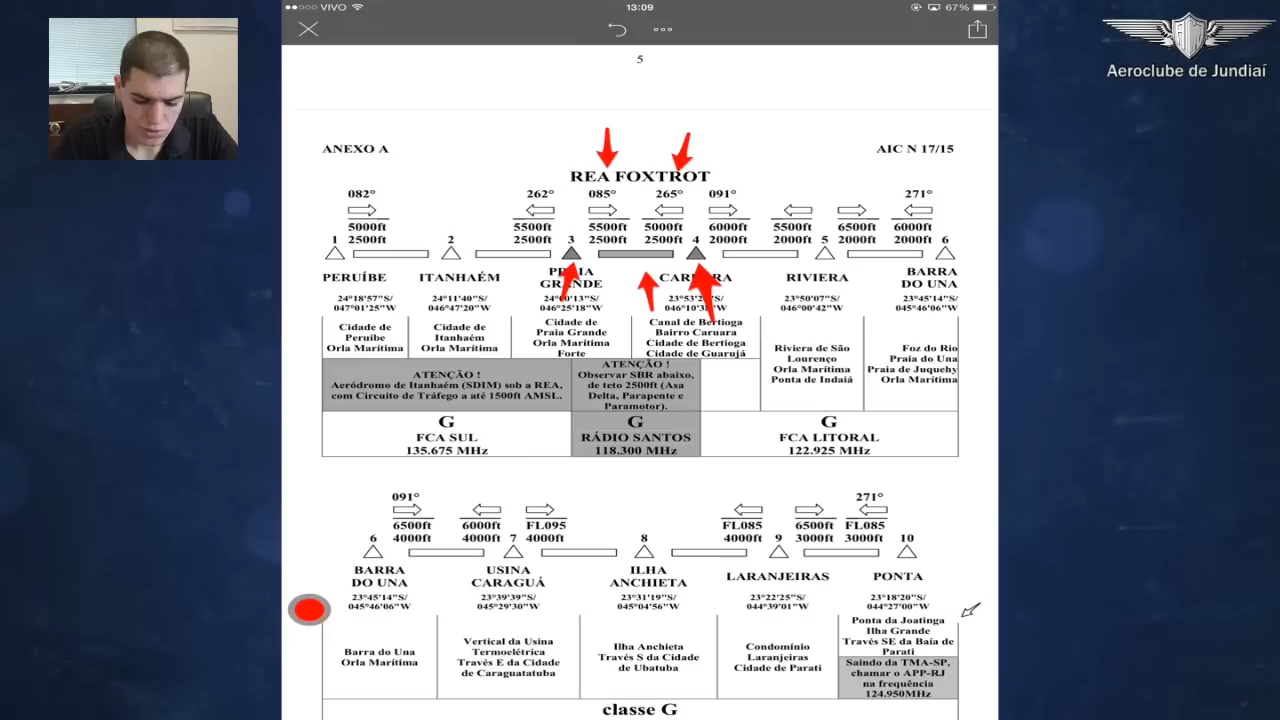 VIVO 13:09 67%
Aeroclube de Jundiaí
5
ANEXO A AIC N 17/15
REA FOXTROT
082° 262° 085° 265° 091° 271°
5000ft 5500ft 5500ft 5000ft 6000ft 5500ft 6500ft 6000ft
2500ft 2500ft 2500ft 2500ft 2000ft 2000ft 2000ft 2000ft
1 2 3 4 5 6
PERUÍBE ITANHAÉM GRANDE RIVIERA BARRA
DO UNA
24°18'57"S/
047°01'25"W
24°11'40"S/
046°47'20"W
046°25'18"W
23°50'07"S/
046°00'42"W
23°45'14"S/
045°46'06"W
Cidade de
Peruíbe
Orla Marítima
Cidade de
Itanhaém
Orla Marítima
Cidade de
Praia Grande
Orla Marítima
Forte
Canal de Bertioga
Bairro Caruara
Cidade de Bertioga
Cidade de Guarujá
Riviera de São
Lourenço
Orla Marítima
Ponta de Indaiá
Foz do Rio
Praia do Una
Praia de Juquehy
Orla Marítima
ATENÇÃO !
Aeródromo de Itanhaém (SDIM) sob a REA,
com Circuito de Tráfego a até 1500ft AMSL.
ATENÇÃO !
Observar SBR abaixo,
de teto 2500ft (Asa
Delta, Parapente e
Paramotor).
G
FCA SUL
135.675 MHz
G
RÁDIO SANTOS
118.300 MHz
G
FCA LITORAL
122.925 MHz
091° 271°
6500ft 6000ft FL095 FL085 6500ft FL085
4000ft 4000ft 4000ft 4000ft 3000ft 3000ft
6 7 8 9 10
BARRA
DO UNA
USINA
CARAGUÁ
ILHA
ANCHIETA
LARANJEIRAS
PONTA
23°45'14"S/
045°46'06"W
23°39'39"S/
045°29'30"W
23°31'19"S/
045°04'56"W
23°22'25"S/
044°39'01"W
23°18'20"S/
044°27'00"W
Barra do Una
Orla Marítima
Vertical da Usina
Termoelétrica
Través E da Cidade
de Caraguatatuba
Ilha Anchieta
Través S da Cidade
de Ubatuba
Condomínio
Laranjeiras
Cidade de Parati
Ponta da Joatinga
Ilha Grande
Través SE da Baía de
Parati
Saindo da TMA-SP,
chamar o APP-RJ
na frequência
124.950MHz
classe G